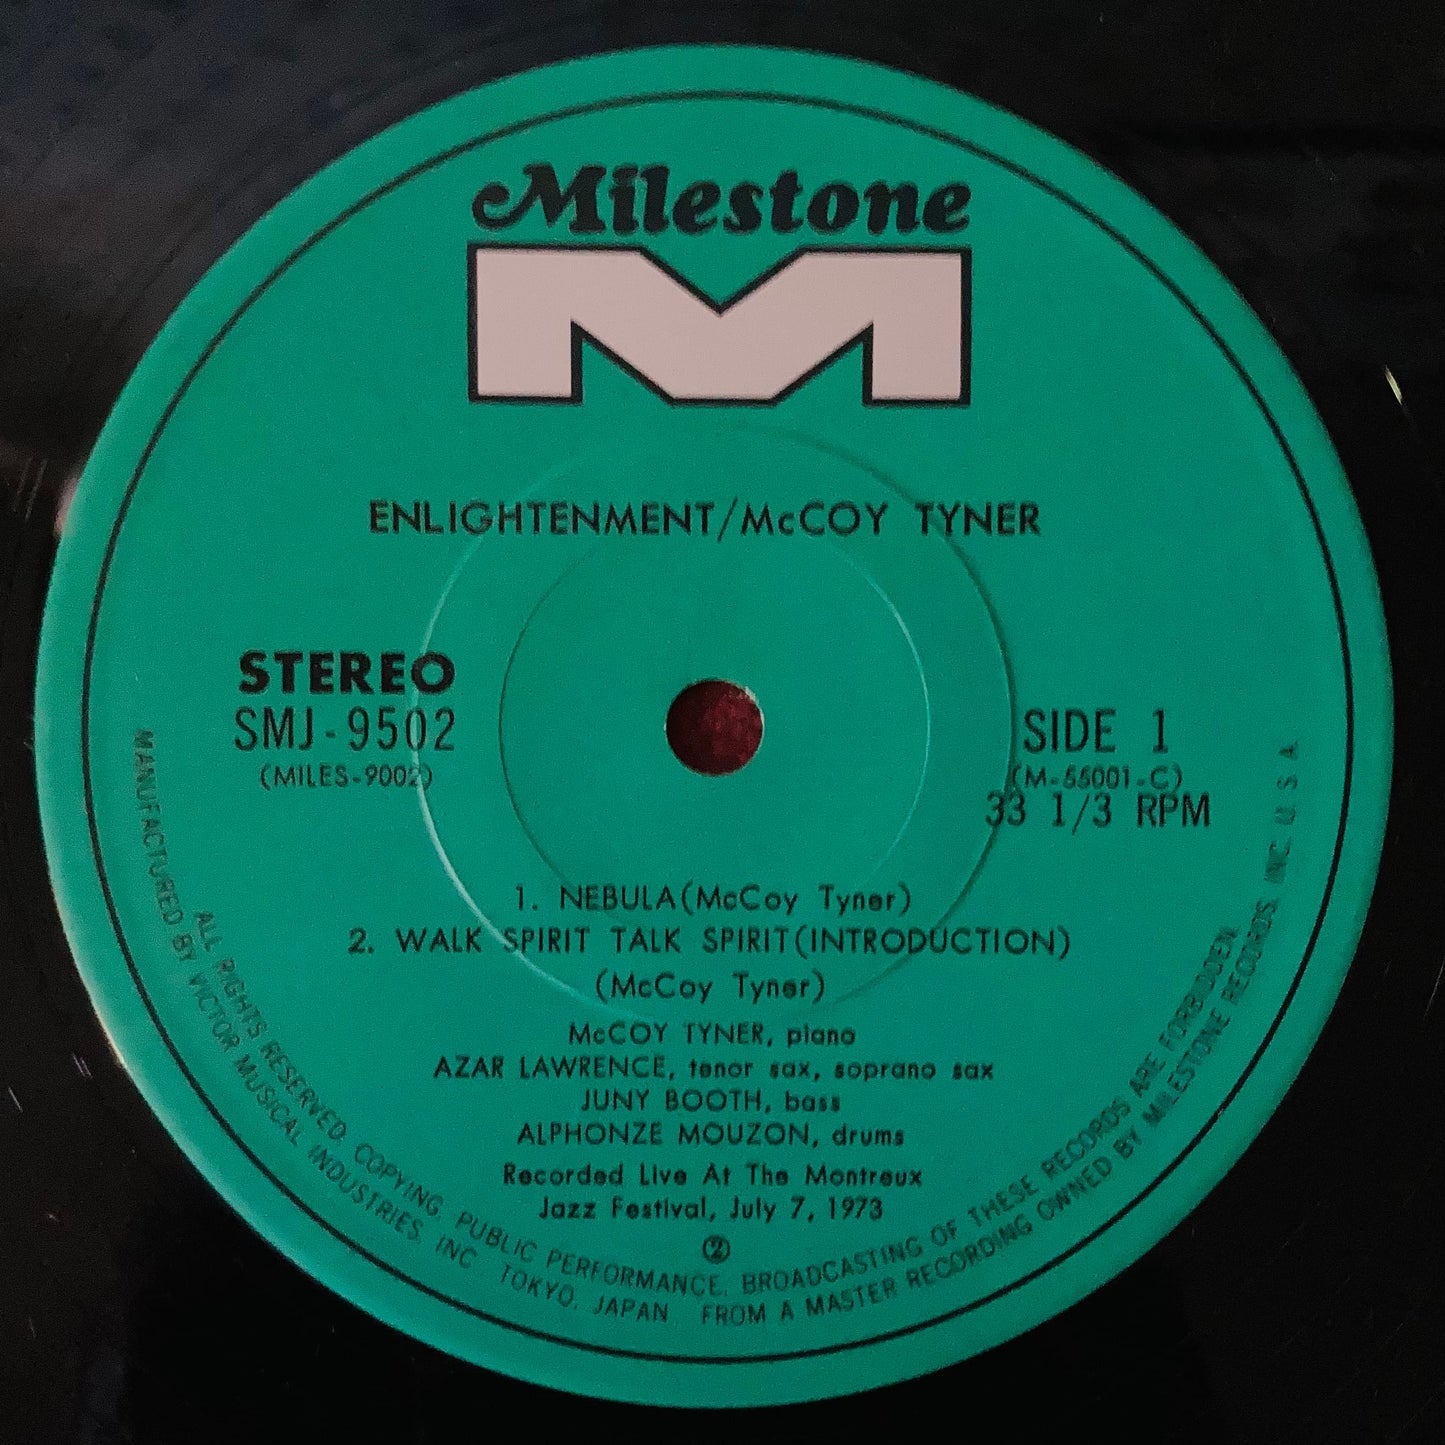 Milestone
ENLIGHTENMENT/McCOY TYNER
STEREO
SMJ-9502
(MILES-9002)
SIDE 1
(M-55001-C)
33 1/3 RPM
1. NEBULA(McCoy Tyner)
2. WALK SPIRIT TALK SPIRIT(INTRODUCTION)
(McCoy Tyner)
McCOY TYNER, piano
AZAR LAWRENCE, tenor sax, soprano sax
JUNY BOOTH, bass
ALPHONZE MOUZON, drums
Recorded Live At The Montreux
Jazz Festival, July 7, 1973
②
ALL RIGHTS RESERVED. COPYING, PUBLIC PERFORMANCE, BROADCASTING OF THESE RECORDS ARE FORBIDDEN.
MANUFACTURED BY VICTOR MUSICAL INDUSTRIES, INC. TOKYO, JAPAN FROM A MASTER RECORDING OWNED BY MILESTONE RECORDS, INC. U.S.A.